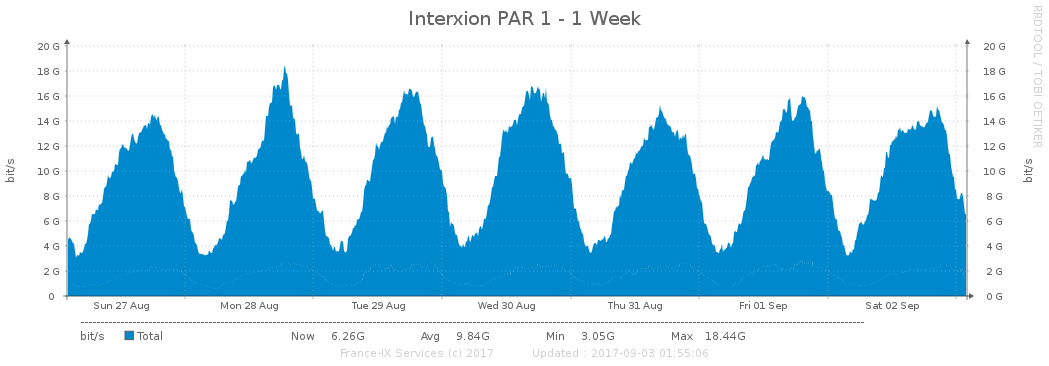 Interxion PAR 1 - 1 Week
RRDTOOL / TOBI OETIKER
20 G 20 G
18 G 18 G
16 G 16 G
14 G 14 G
12 G 12 G
10 G 10 G
8 G 8 G
6 G 6 G
4 G 4 G
2 G 2 G
0 0 G
bit/s bit/s
Sun 27 Aug Mon 28 Aug Tue 29 Aug Wed 30 Aug Thu 31 Aug Fri 01 Sep Sat 02 Sep
bit/s Total Now 6.26G Avg 9.84G Min 3.05G Max 18.44G
France-IX Services (c) 2017 Updated : 2017-09-03 01:55:06